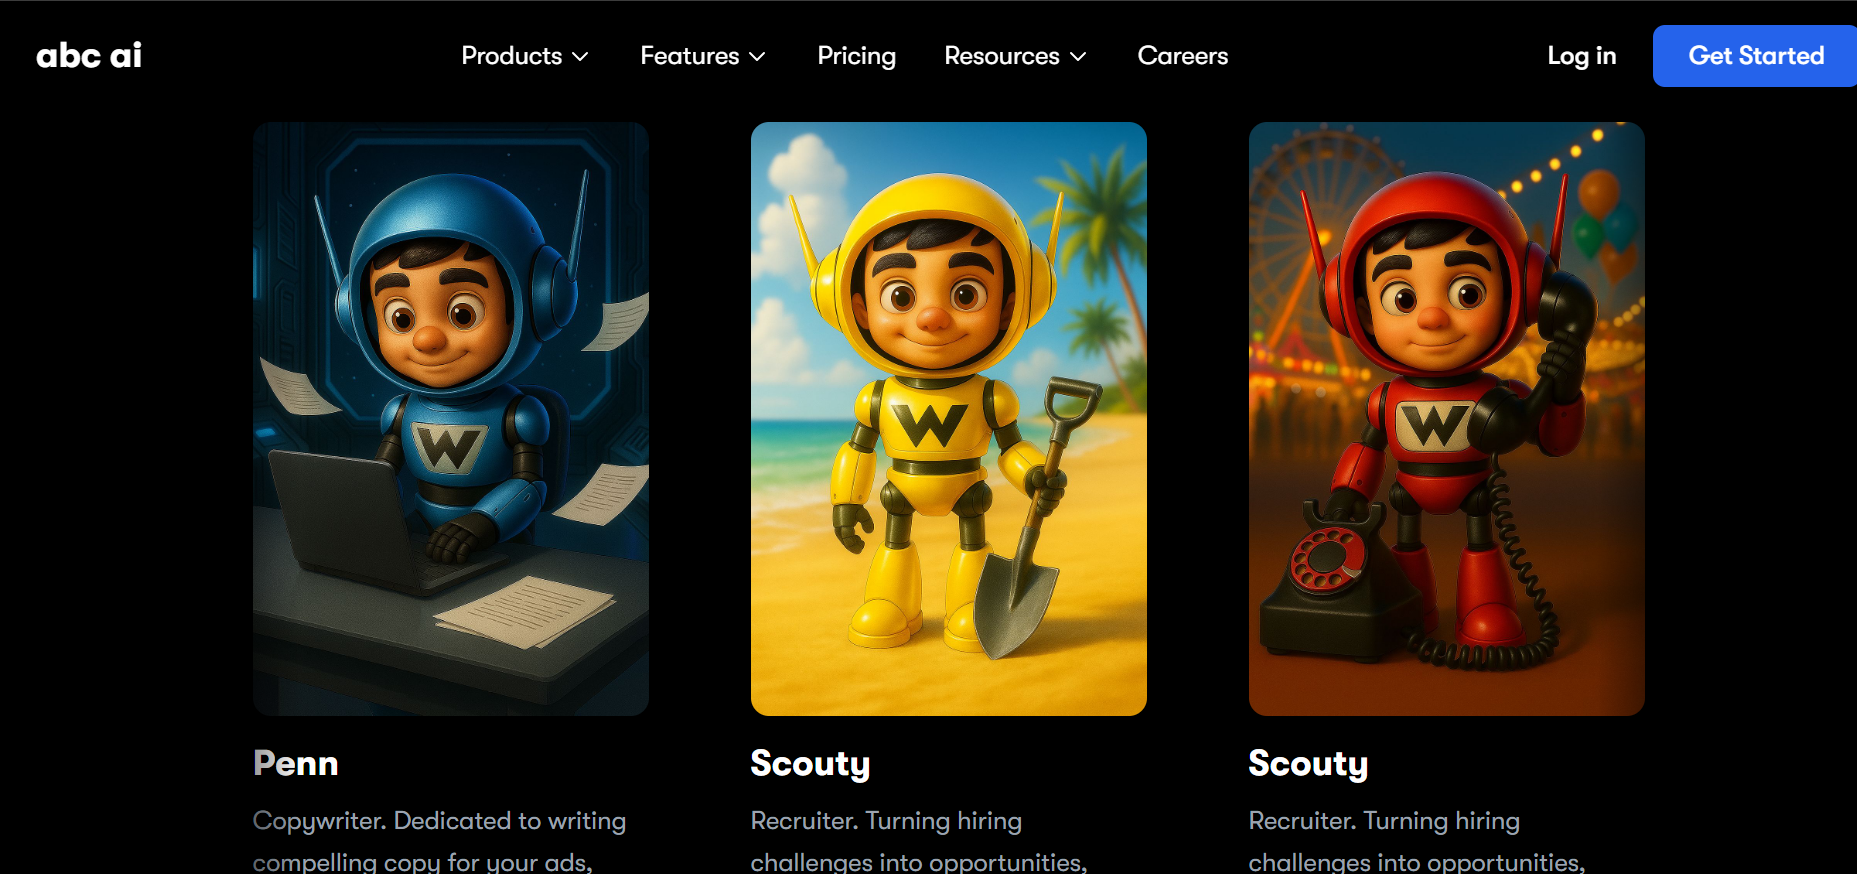 abc ai
Products
Features
Pricing
Resources
Careers
Log in
Get Started
W
W
W
Penn
Copywriter. Dedicated to writing
compelling copy for your ads,
Scouty
Recruiter. Turning hiring
challenges into opportunities,
Scouty
Recruiter. Turning hiring
challenges into opportunities,